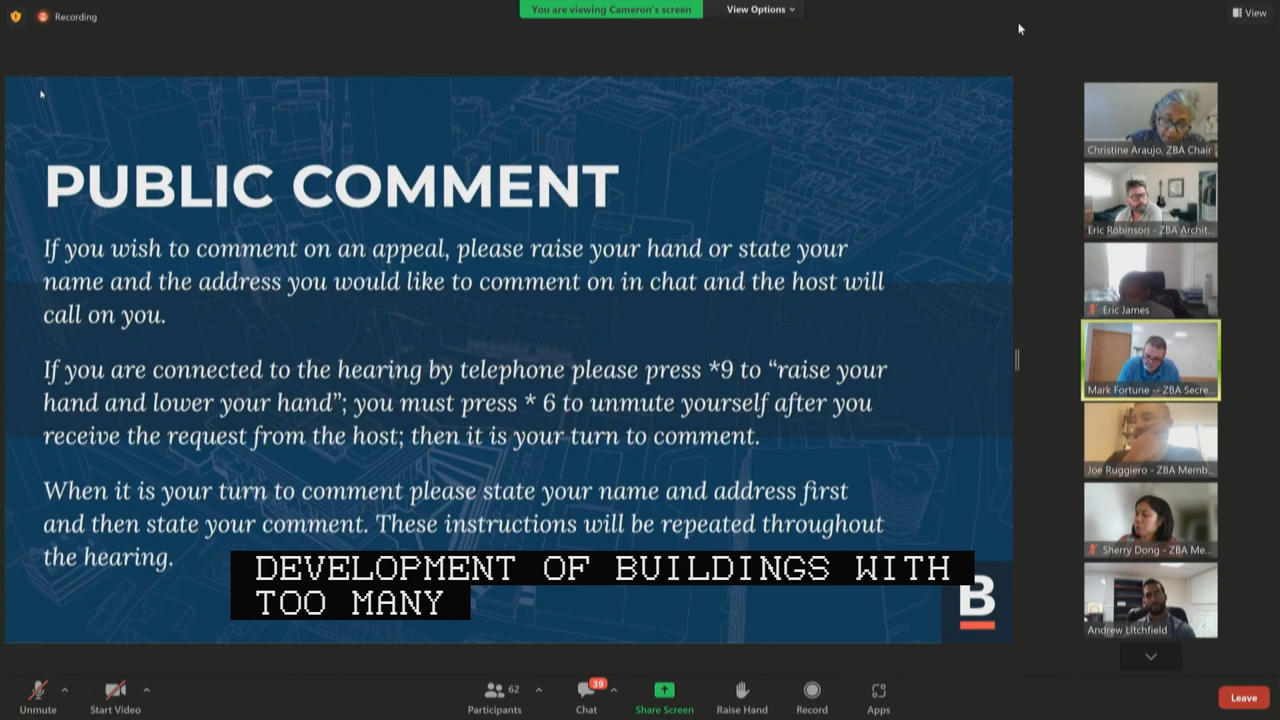 Recording
You are viewing Cameron's screen
View Options
View
PUBLIC COMMENT
If you wish to comment on an appeal, please raise your hand or state your
name and the address you would like to comment on in chat and the host will
call on you.
If you are connected to the hearing by telephone please press *9 to “raise your
hand and lower your hand”; you must press * 6 to unmute yourself after you
receive the request from the host; then it is your turn to comment.
When it is your turn to comment please state your name and address first
and then state your comment. These instructions will be repeated throughout
the hearing.
DEVELOPMENT OF BUILDINGS WITH
TOO MANY
B
Christine Araujo, ZBA Chair
Eric Robinson - ZBA Archit...
Eric James
Mark Fortune -- ZBA Secre...
Joe Ruggiero - ZBA Memb...
Sherry Dong - ZBA Me...
Andrew Litchfield
Unmute
Start Video
62
Participants
39
Chat
Share Screen
Raise Hand
Record
Apps
Leave